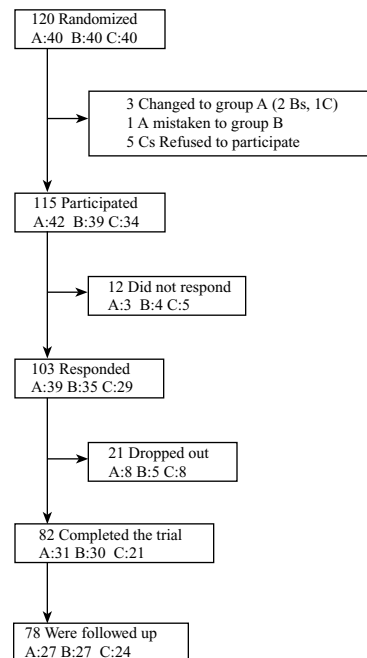 120 Randomized
A:40 B:40 C:40
3 Changed to group A (2 Bs, 1C)
1 A mistaken to group B
5 Cs Refused to participate
115 Participated
A:42 B:39 C:34
12 Did not respond
A:3 B:4 C:5
103 Responded
A:39 B:35 C:29
21 Dropped out
A:8 B:5 C:8
82 Completed the trial
A:31 B:30 C:21
78 Were followed up
A:27 B:27 C:24